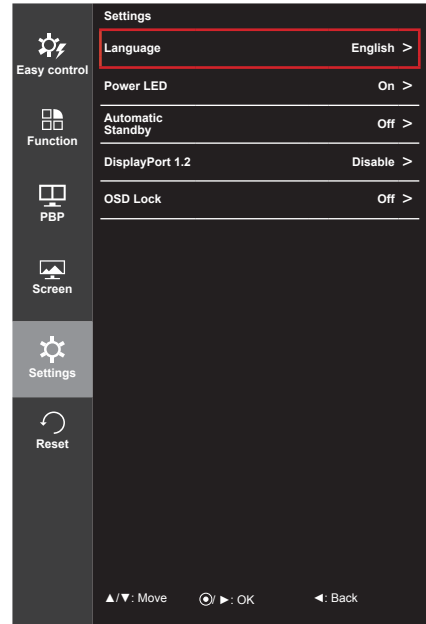 Settings
Easy control
Language English >
Power LED On >
Function
Automatic
Standby Off >
DisplayPort 1.2 Disable >
PBP
OSD Lock Off >
Screen
Settings
Reset
▲/▼: Move ◉/ ►: OK ◄: Back